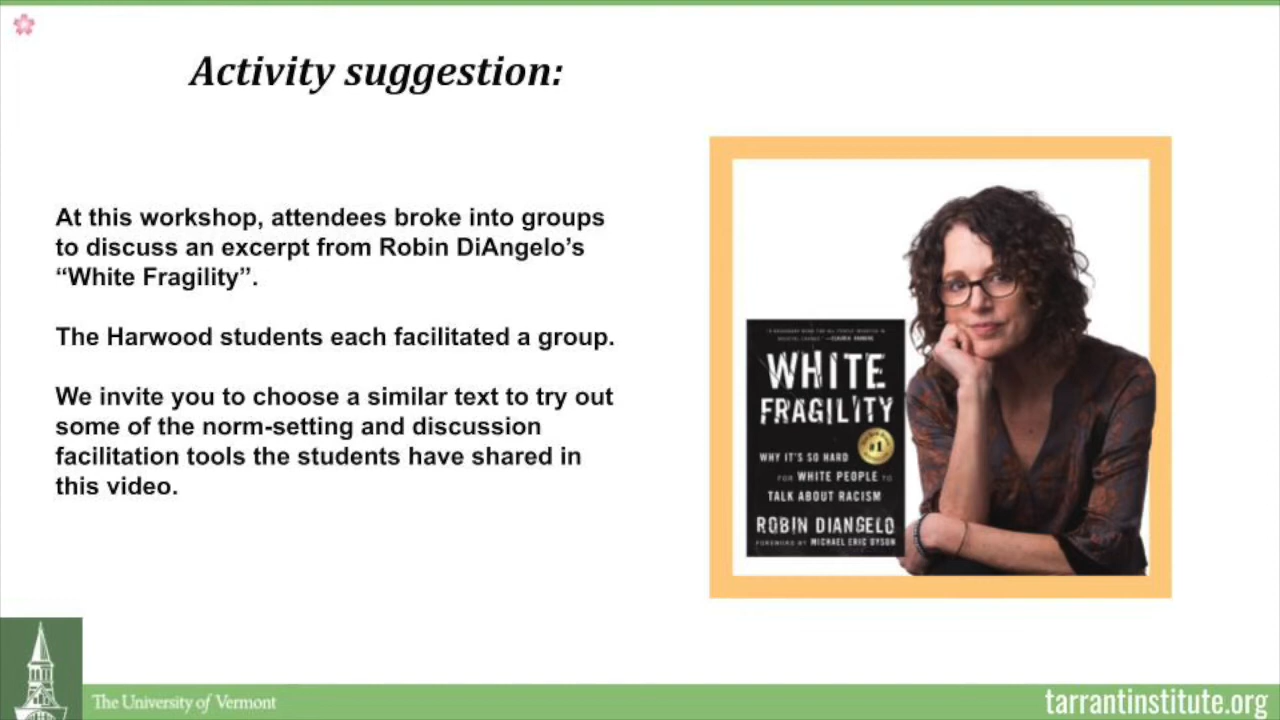 Activity suggestion:
At this workshop, attendees broke into groups
to discuss an excerpt from Robin DiAngelo’s
“White Fragility”.
The Harwood students each facilitated a group.
We invite you to choose a similar text to try out
some of the norm-setting and discussion
facilitation tools the students have shared in
this video.
WHITE
FRAGILITY
#1
WHY IT'S SO HARD
FOR WHITE PEOPLE TO
TALK ABOUT RACISM
ROBIN DIANGELO
FOREWORD BY MICHAEL ERIC DYSON
The University of Vermont
tarrantinstitute.org